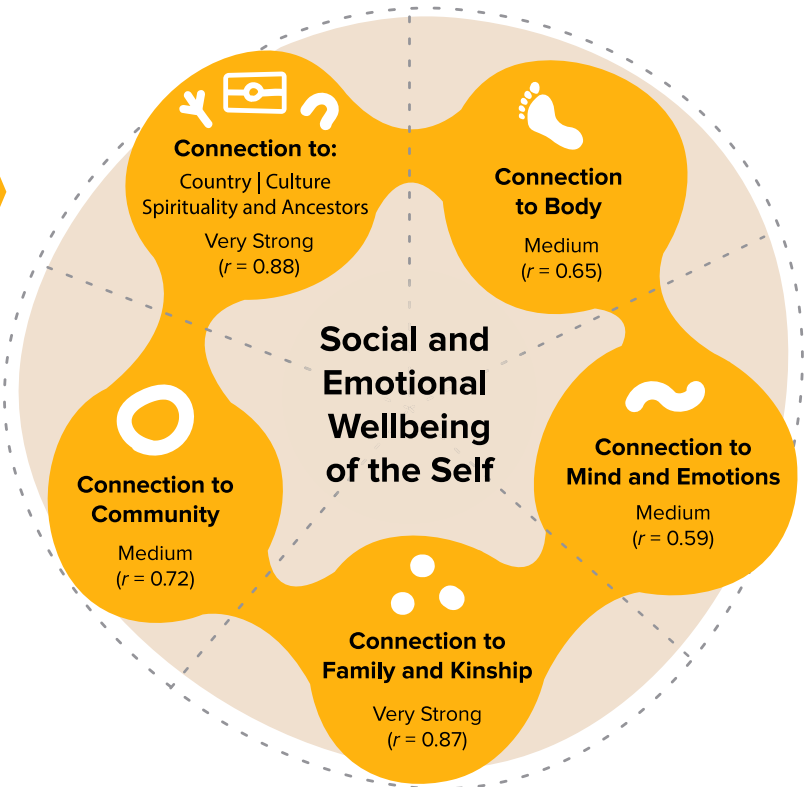 Connection to:
Country | Culture
Spirituality and Ancestors
Very Strong
(r = 0.88)
Connection
to Body
Medium
(r = 0.65)
Social and
Emotional
Wellbeing
of the Self
Connection to
Community
Medium
(r = 0.72)
Connection to
Mind and Emotions
Medium
(r = 0.59)
Connection to
Family and Kinship
Very Strong
(r = 0.87)